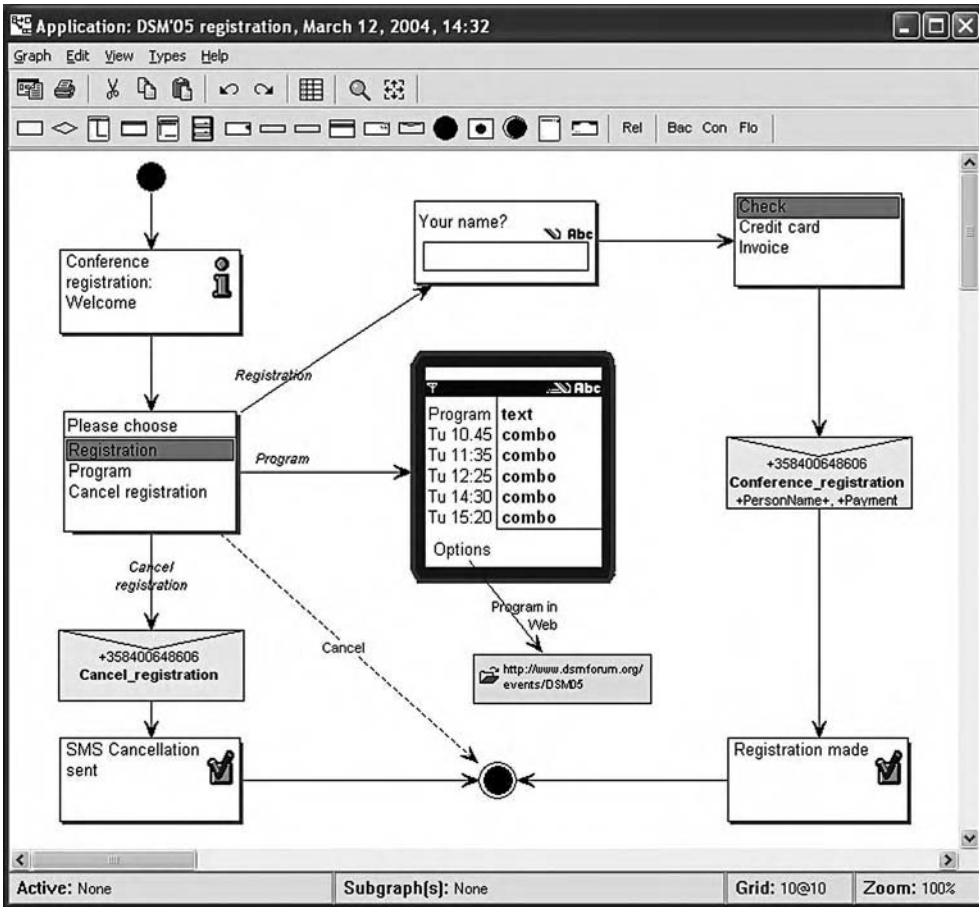 Application: DSM'05 registration, March 12, 2004, 14:32
Graph Edit View Types Help
Rel Bac Con Flo
Conference
registration:
Welcome
Your name?
Abc
Check
Credit card
Invoice
Registration
Please choose
Registration
Program
Cancel registration
Program
Abc
Program text
Tu 10.45 combo
Tu 11:35 combo
Tu 12:25 combo
Tu 14:30 combo
Tu 15:20 combo
Options
+358400648606
Conference_registration
+PersonName+, +Payment
Cancel
registration
Program in
Web
Cancel
+358400648606
Cancel_registration
http://www.dsmforum.org/
events/DSM05
SMS Cancellation
sent
Registration made
Active: None Subgraph(s): None Grid: 10@10 Zoom: 100%